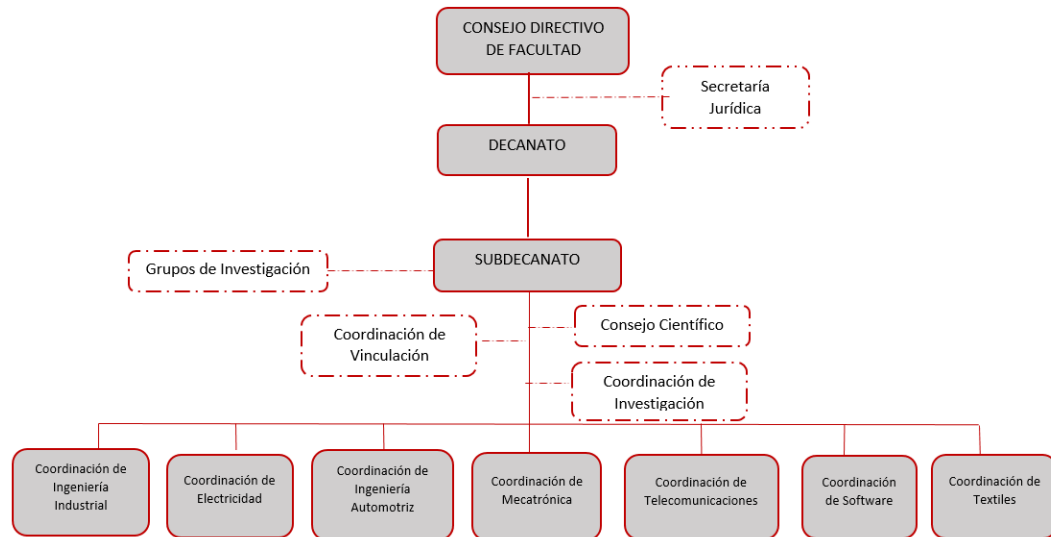 CONSEJO DIRECTIVO
DE FACULTAD
Secretaría
Jurídica
DECANATO
SUBDECANATO
Grupos de Investigación
Consejo Científico
Coordinación de
Vinculación
Coordinación de
Investigación
Coordinación de
Ingeniería
Industrial
Coordinación de
Electricidad
Coordinación de
Ingeniería
Automotriz
Coordinación de
Mecatrónica
Coordinación de
Telecomunicaciones
Coordinación
de Software
Coordinación
de Textiles